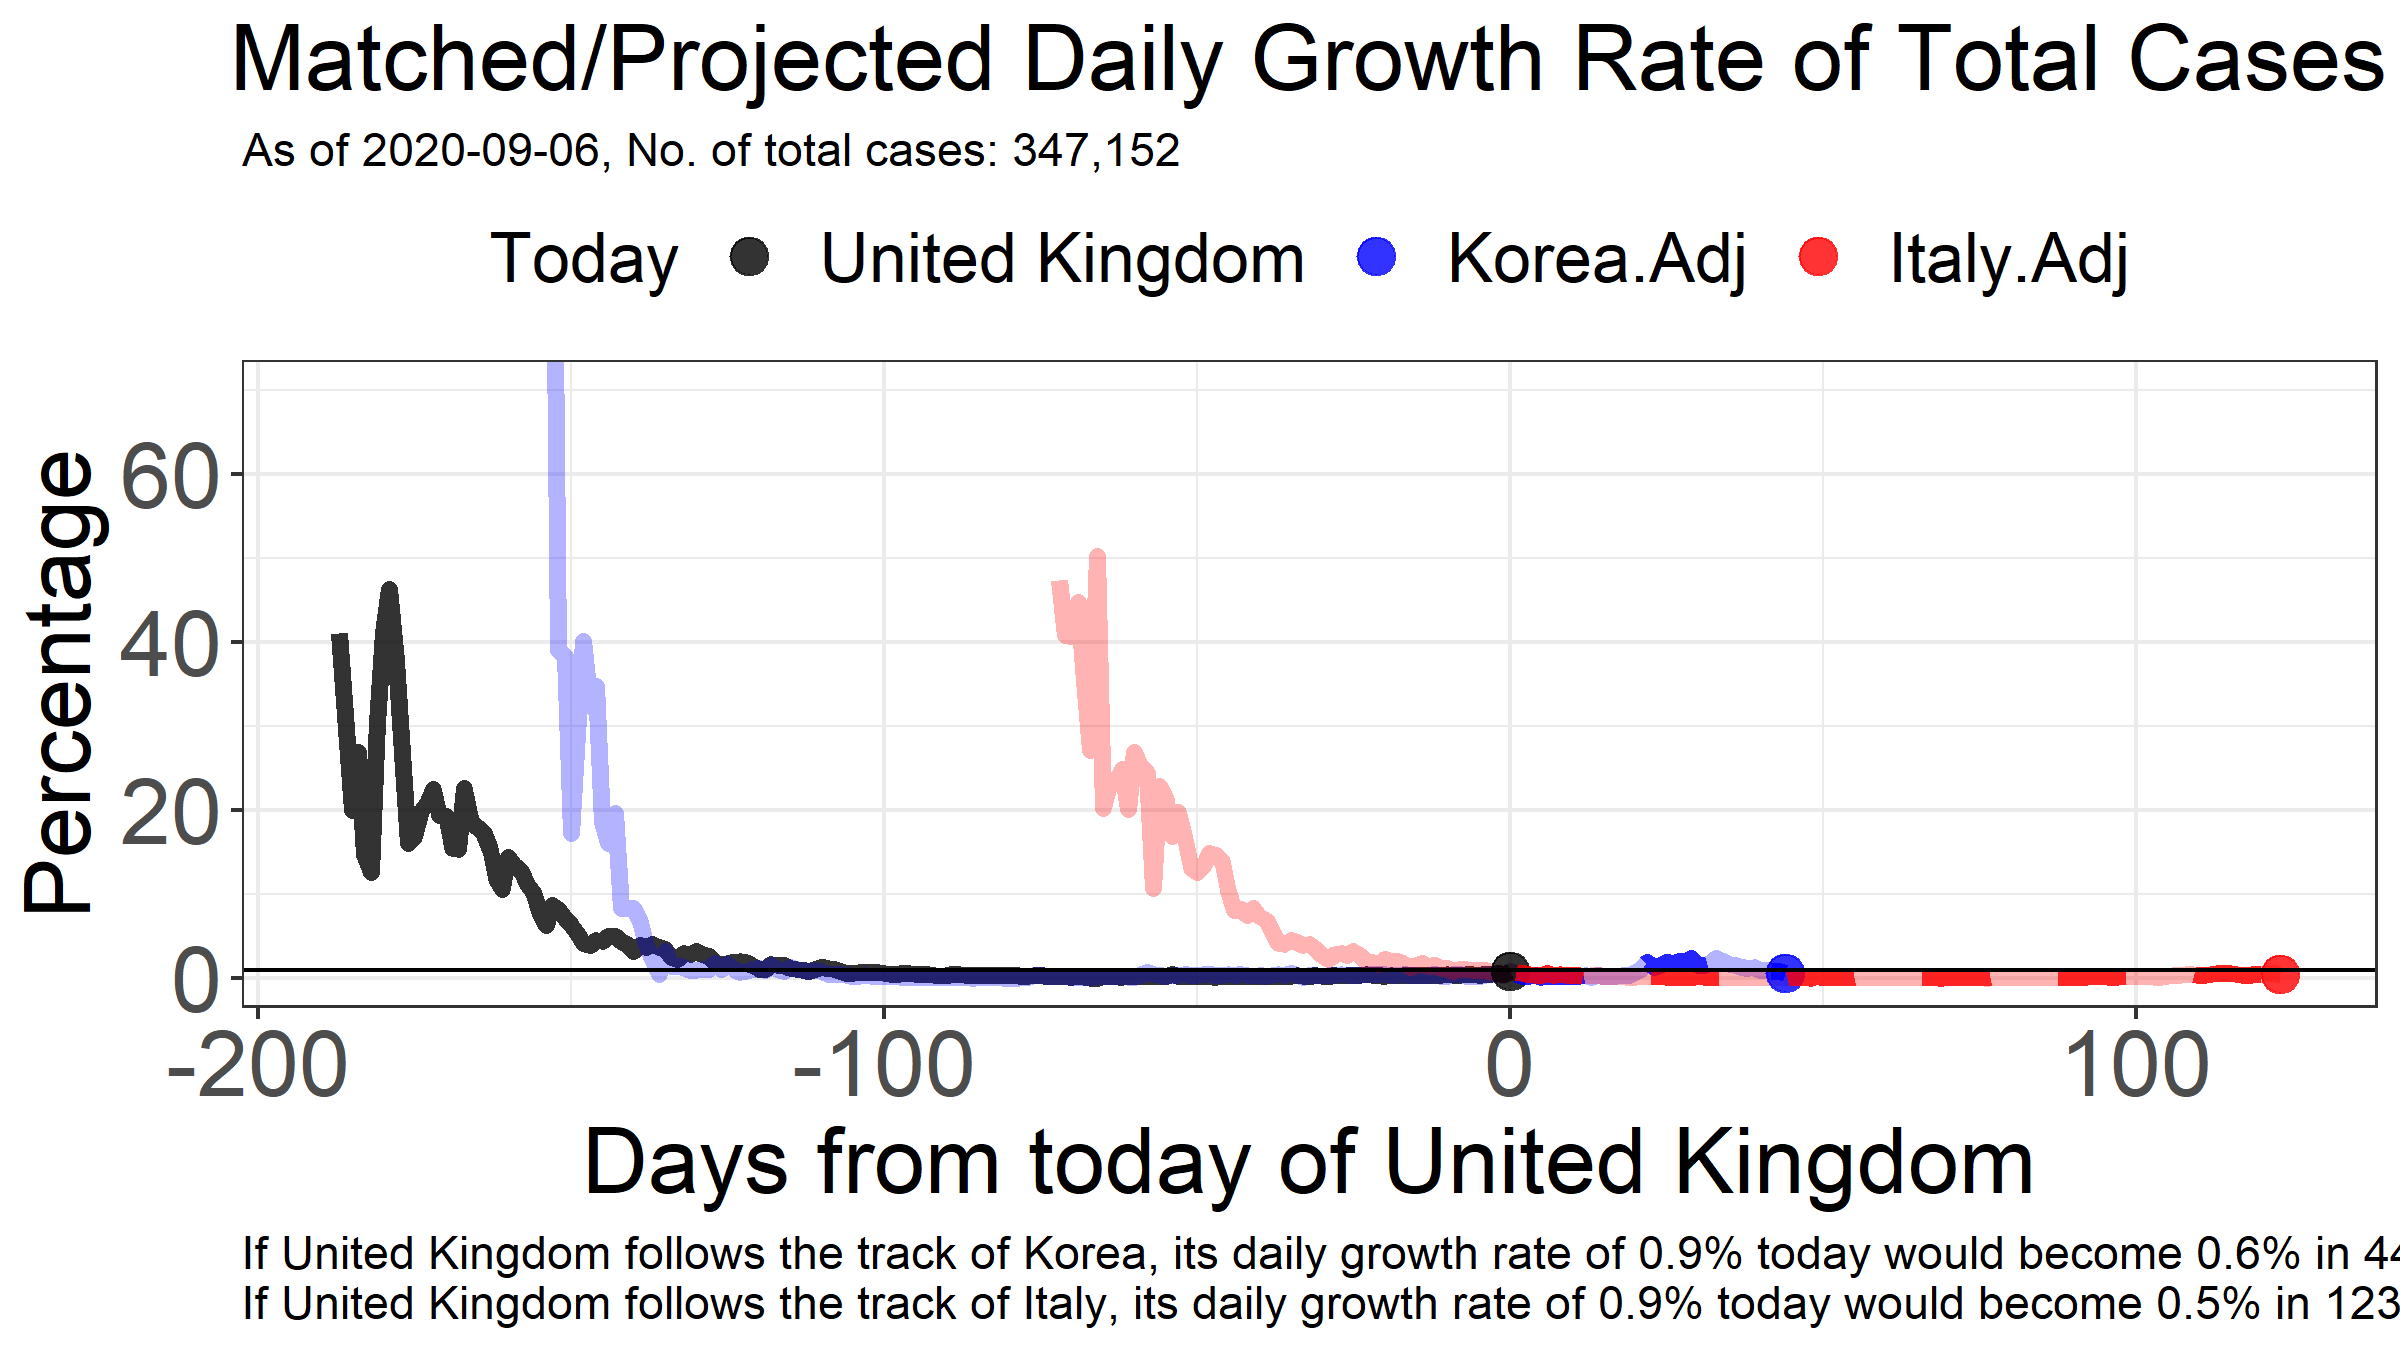 Matched/Projected Daily Growth Rate of Total Cases
As of 2020-09-06, No. of total cases: 347,152
Today United Kingdom Korea.Adj Italy.Adj
Percentage
60
40
20
0
-200 -100 0 100
Days from today of United Kingdom
If United Kingdom follows the track of Korea, its daily growth rate of 0.9% today would become 0.6% in 44
If United Kingdom follows the track of Italy, its daily growth rate of 0.9% today would become 0.5% in 123